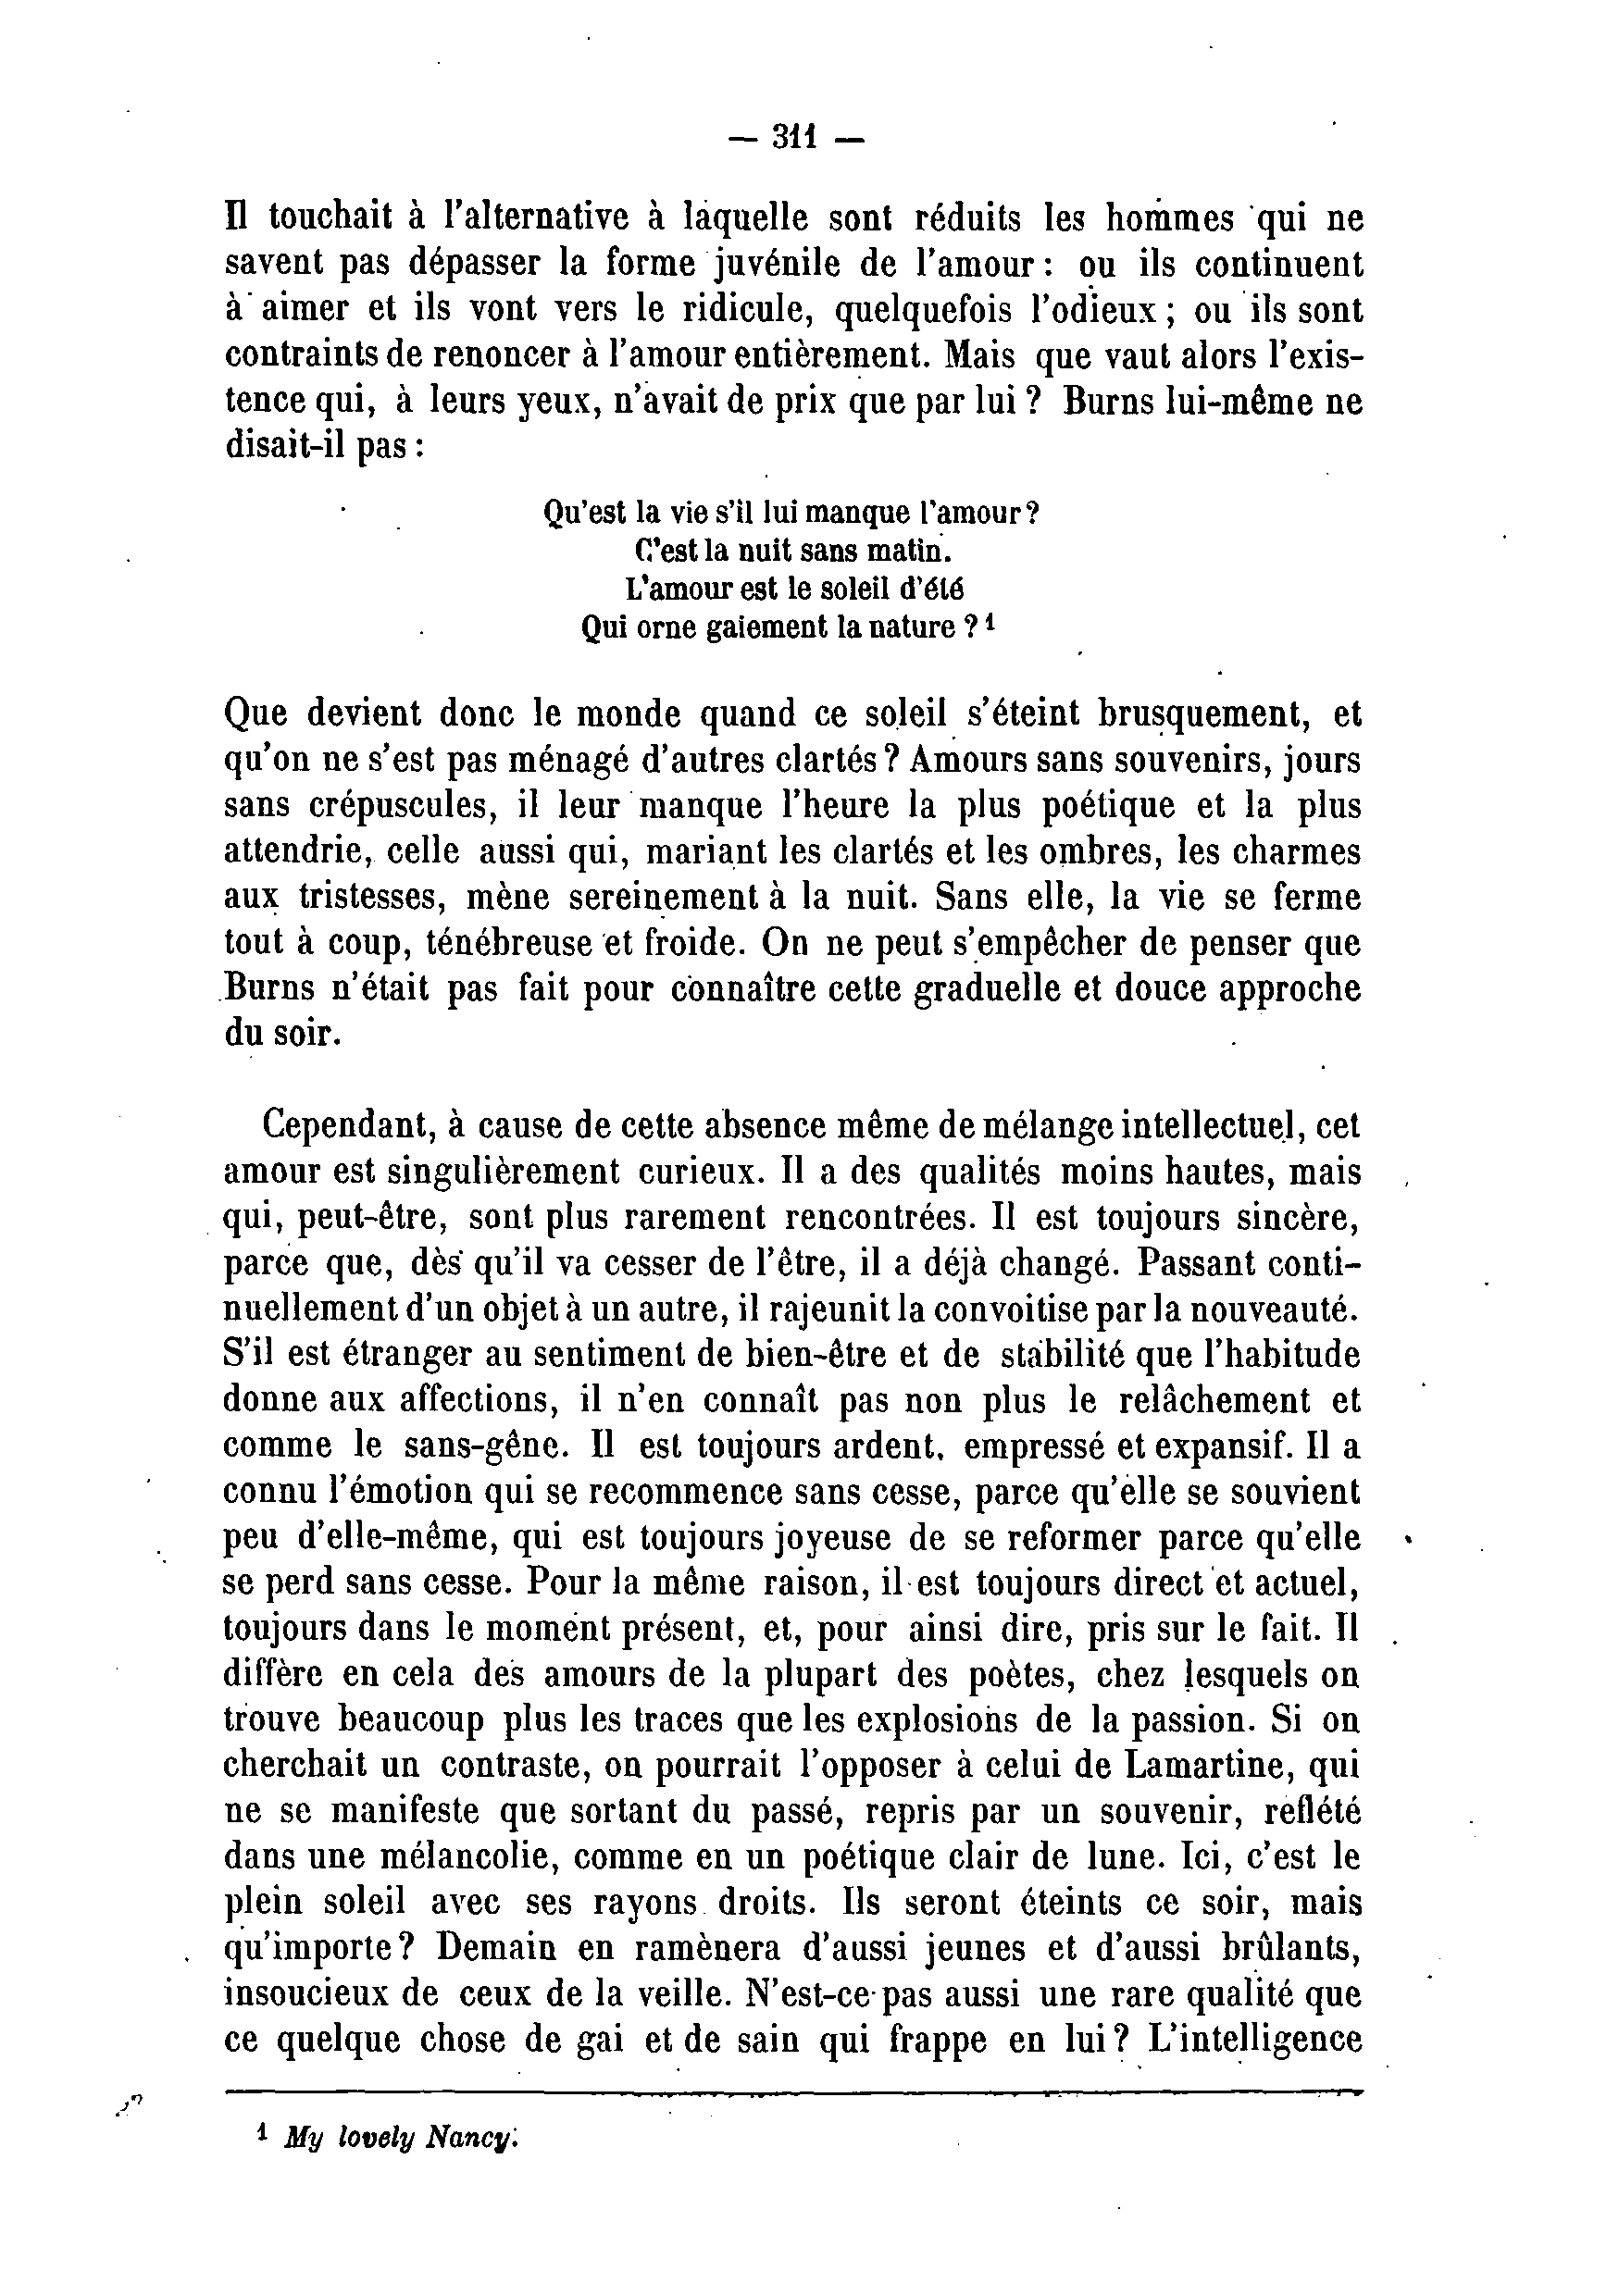 — 311 —
Il touchait à l'alternative à laquelle sont réduits les hommes qui ne
savent pas dépasser la forme juvénile de l'amour : ou ils continuent
à aimer et ils vont vers le ridicule, quelquefois l'odieux ; ou ils sont
contraints de renoncer à l'amour entièrement. Mais que vaut alors l'exis-
tence qui, à leurs yeux, n'avait de prix que par lui ? Burns lui-même ne
disait-il pas :
Qu'est la vie s'il lui manque l'amour ?
C'est la nuit sans matin.
L'amour est le soleil d'été
Qui orne gaiement la nature ? 1
Que devient donc le monde quand ce soleil s'éteint brusquement, et
qu'on ne s'est pas ménagé d'autres clartés ? Amours sans souvenirs, jours
sans crépuscules, il leur manque l'heure la plus poétique et la plus
attendrie, celle aussi qui, mariant les clartés et les ombres, les charmes
aux tristesses, mène sereinement à la nuit. Sans elle, la vie se ferme
tout à coup, ténébreuse et froide. On ne peut s'empêcher de penser que
Burns n'était pas fait pour connaître cette graduelle et douce approche
du soir.
Cependant, à cause de cette absence même de mélange intellectuel, cet
amour est singulièrement curieux. Il a des qualités moins hautes, mais
qui, peut-être, sont plus rarement rencontrées. Il est toujours sincère,
parce que, dès qu'il va cesser de l'être, il a déjà changé. Passant conti-
nuellement d'un objet à un autre, il rajeunit la convoitise par la nouveauté.
S'il est étranger au sentiment de bien-être et de stabilité que l'habitude
donne aux affections, il n'en connaît pas non plus le relâchement et
comme le sans-gêne. Il est toujours ardent, empressé et expansif. Il a
connu l'émotion qui se recommence sans cesse, parce qu'elle se souvient
peu d'elle-même, qui est toujours joyeuse de se reformer parce qu'elle
se perd sans cesse. Pour la même raison, il est toujours direct et actuel,
toujours dans le moment présent, et, pour ainsi dire, pris sur le fait. Il
diffère en cela des amours de la plupart des poètes, chez lesquels on
trouve beaucoup plus les traces que les explosions de la passion. Si on
cherchait un contraste, on pourrait l'opposer à celui de Lamartine, qui
ne se manifeste que sortant du passé, repris par un souvenir, reflété
dans une mélancolie, comme en un poétique clair de lune. Ici, c'est le
plein soleil avec ses rayons droits. Ils seront éteints ce soir, mais
qu'importe ? Demain en ramènera d'aussi jeunes et d'aussi brûlants,
insoucieux de ceux de la veille. N'est-ce pas aussi une rare qualité que
ce quelque chose de gai et de sain qui frappe en lui ? L'intelligence
1 My lovely Nancy.